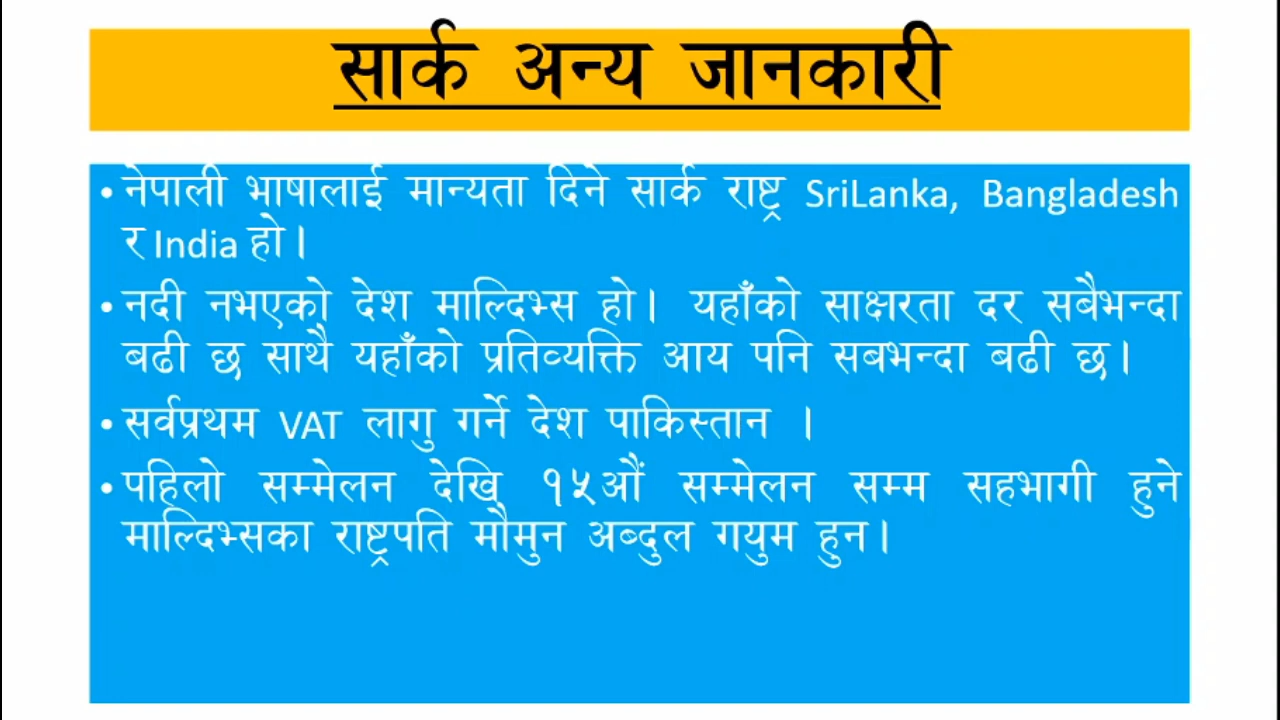 सार्क अन्य जानकारी
• नेपाली भाषालाई मान्यता दिने सार्क राष्ट्र SriLanka, Bangladesh
र India हो।
• नदी नभएको देश माल्दिभ्स हो। यहाँको साक्षरता दर सबैभन्दा
बढी छ साथै यहाँको प्रतिव्यक्ति आय पनि सबभन्दा बढी छ।
• सर्वप्रथम VAT लागु गर्ने देश पाकिस्तान ।
• पहिलो सम्मेलन देखि १५औं सम्मेलन सम्म सहभागी हुने
माल्दिभ्सका राष्ट्रपति मौमुन अब्दुल गयुम हुन।